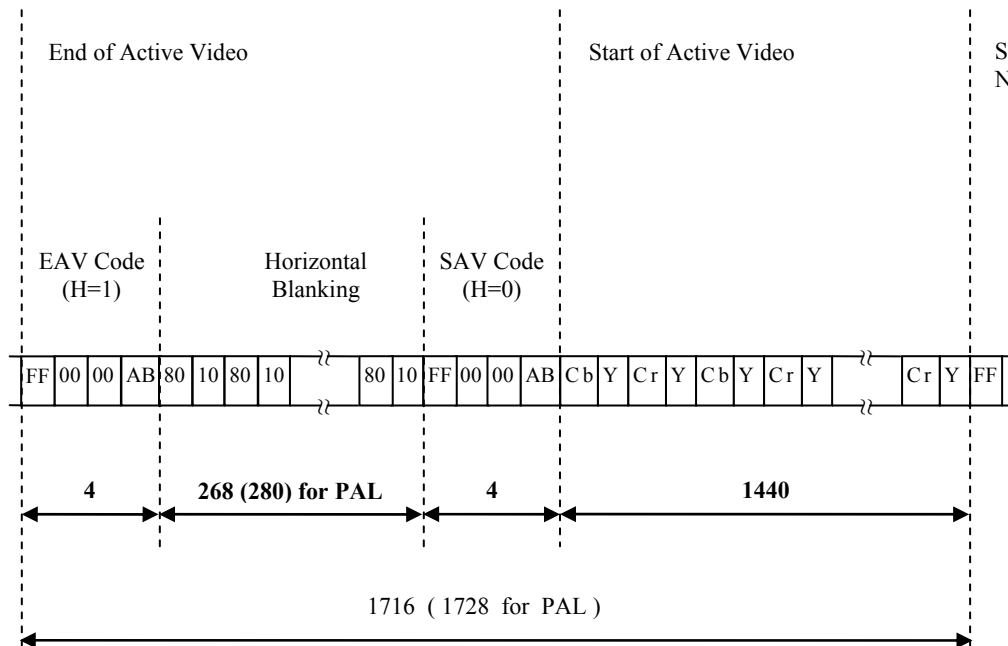 End of Active Video
Start of Active Video
S
N
EAV Code
(H=1)
Horizontal
Blanking
SAV Code
(H=0)
FF 00 00 AB 80 10 80 10 80 10 FF 00 00 AB Cb Y Cr Y Cb Y Cr Y Cr Y FF
4
268 (280) for PAL
4
1440
1716 ( 1728 for PAL )